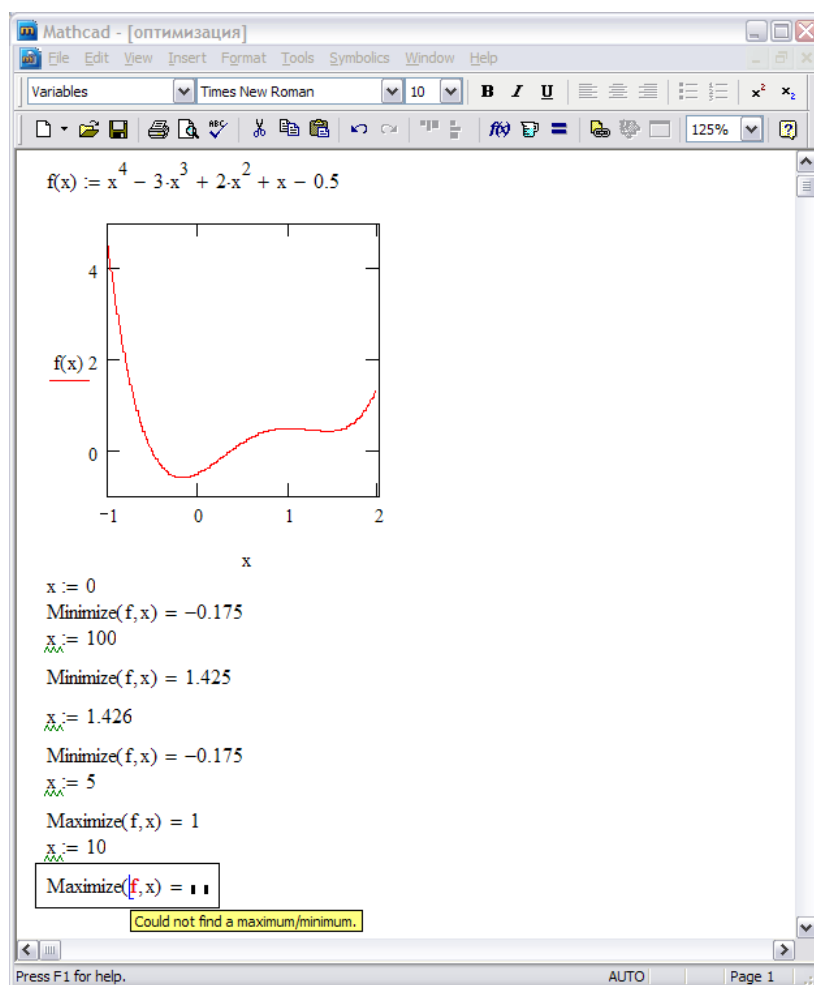 Mathcad - [оптимизация]
File Edit View Insert Format Tools Symbolics Window Help
Variables Times New Roman 10 B I U x² x₂
ABC f(x) = 125%
f(x) := x⁴ − 3·x³ + 2·x² + x − 0.5
4
f(x) 2
0
−1 0 1 2
x
x := 0
Minimize(f,x) = −0.175
x := 100
Minimize(f,x) = 1.425
x := 1.426
Minimize(f,x) = −0.175
x := 5
Maximize(f,x) = 1
x := 10
Maximize(f,x) =
Could not find a maximum/minimum.
Press F1 for help. AUTO Page 1